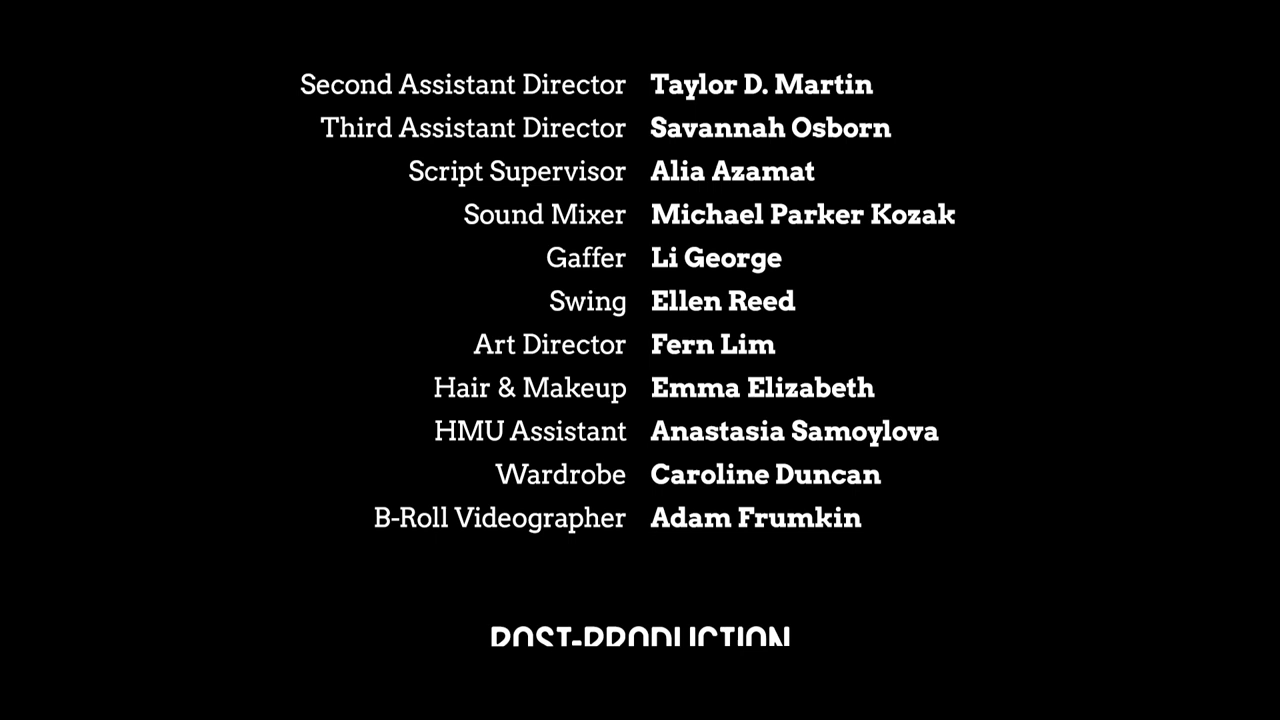 Second Assistant Director Taylor D. Martin
Third Assistant Director Savannah Osborn
Script Supervisor Alia Azamat
Sound Mixer Michael Parker Kozak
Gaffer Li George
Swing Ellen Reed
Art Director Fern Lim
Hair & Makeup Emma Elizabeth
HMU Assistant Anastasia Samoylova
Wardrobe Caroline Duncan
B-Roll Videographer Adam Frumkin
POST-PRODUCTION